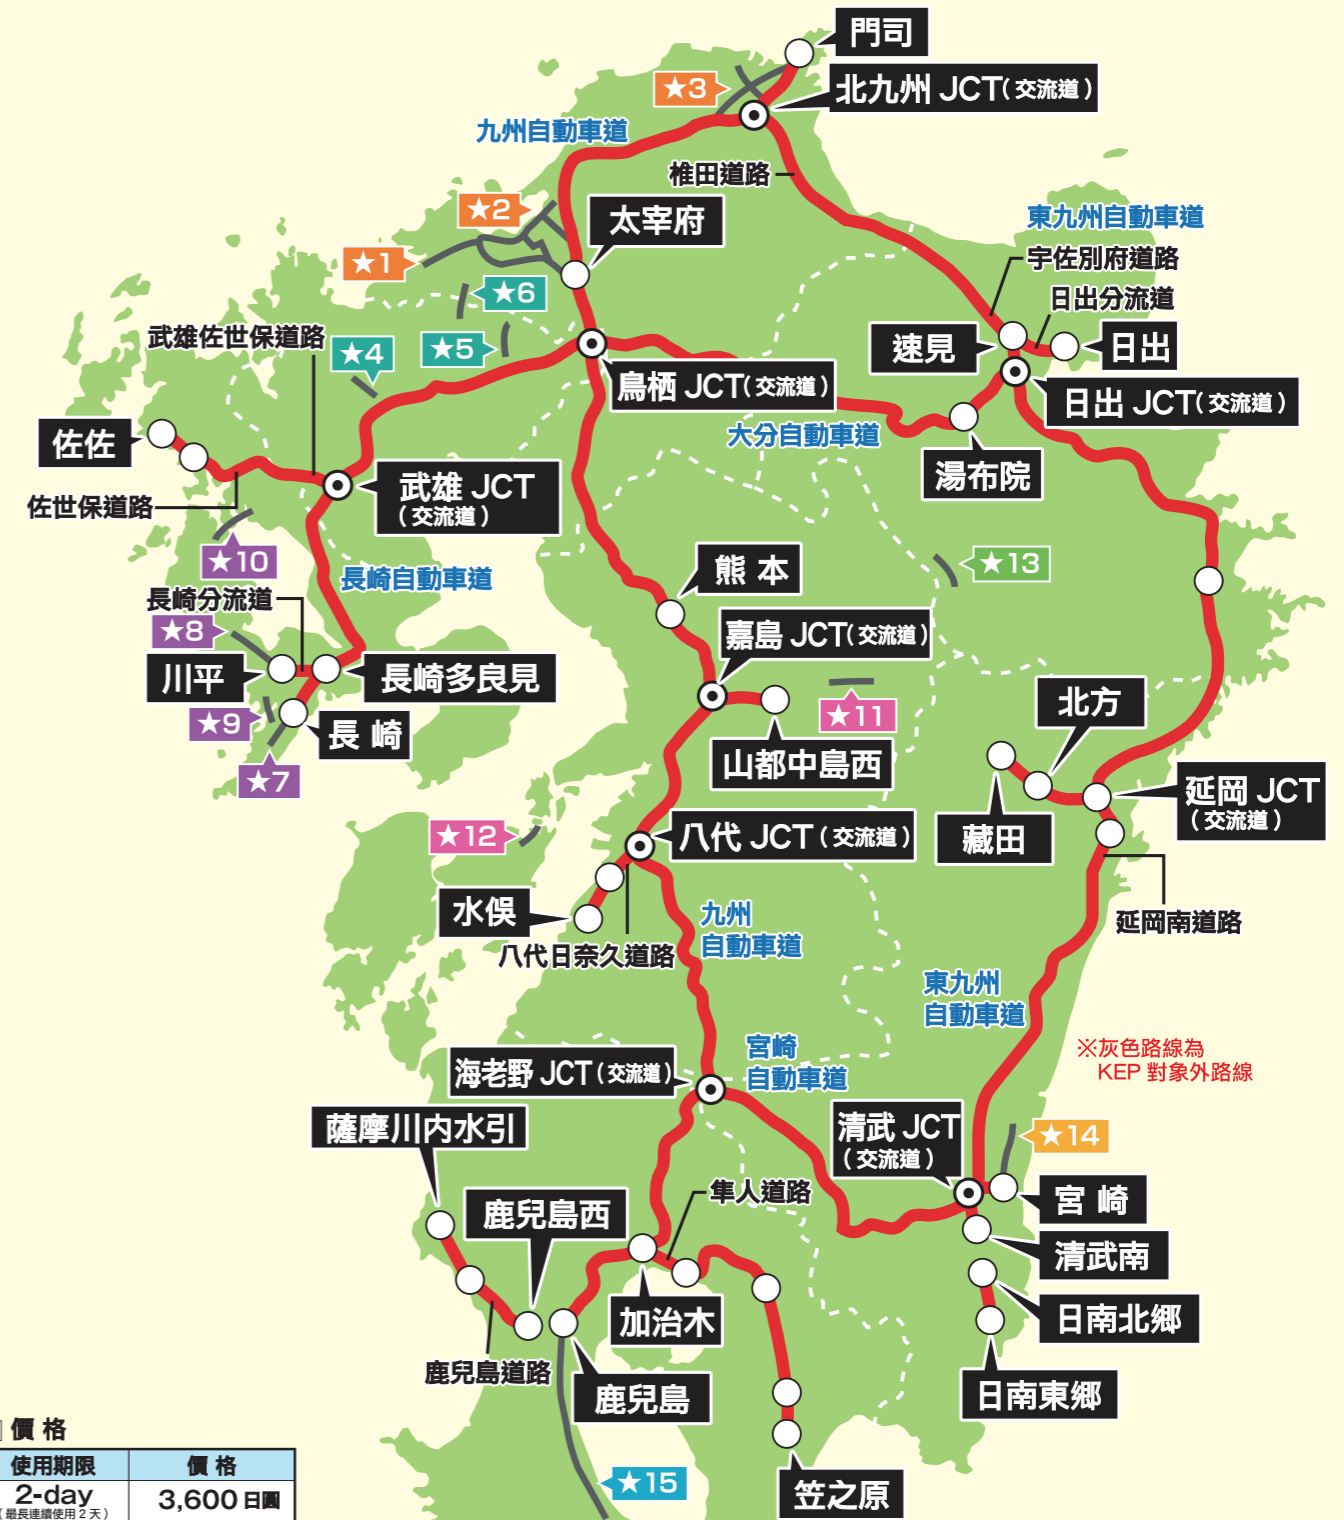 門司
★3
北九州 JCT(交流道)
九州自動車道
椎田道路
★2
太宰府
東九州自動車道
★1
宇佐別府道路
★6
日出分流道
武雄佐世保道路
★4
★5
速見
日出
鳥栖 JCT(交流道)
日出 JCT(交流道)
佐佐
大分自動車道
湯布院
武雄 JCT
(交流道)
佐世保道路
★10
熊本
★13
長崎自動車道
長崎分流道
★8
嘉島 JCT(交流道)
川平
長崎多良見
北方
★9
★11
長崎
山都中島西
★7
延岡 JCT
(交流道)
★12
八代 JCT(交流道)
藏田
水俣
九州
自動車道
延岡南道路
八代日奈久道路
東九州
自動車道
宮崎
自動車道
※灰色路線為
KEP 對象外路線
海老野 JCT(交流道)
薩摩川内水引
清武 JCT
(交流道)
★14
隼人道路
宮崎
鹿兒島西
清武南
加治木
日南北郷
鹿兒島道路
鹿兒島
日南東郷
★15
笠之原
價格
使用期限 價格
2-day 3,600日圓
(最長連續使用2天)